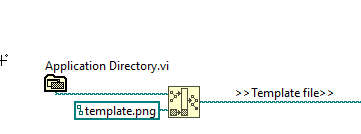 Application Directory.vi
>>Template file>>
template.png